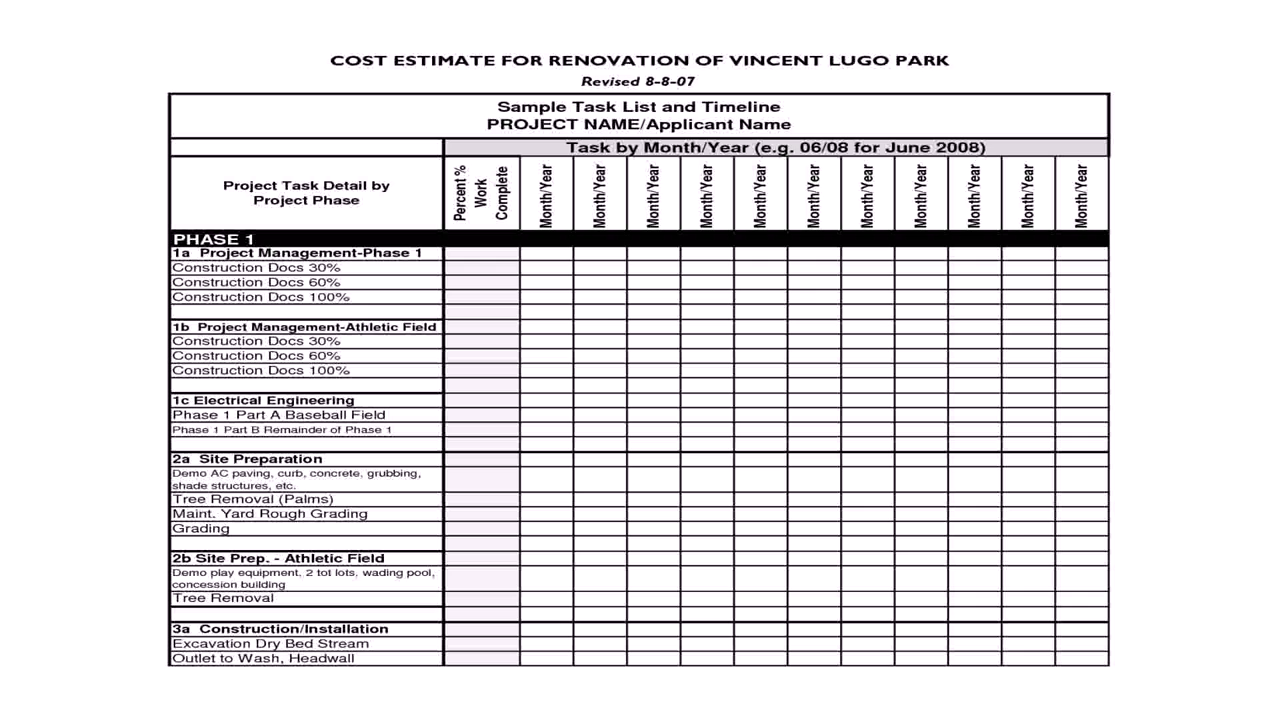 COST ESTIMATE FOR RENOVATION OF VINCENT LUGO PARK
Revised 8-8-07
Sample Task List and Timeline
PROJECT NAME/Applicant Name
Task by Month/Year (e.g. 06/08 for June 2008)
Project Task Detail by
Project Phase
Percent %
Work
Complete
Month/Year
Month/Year
Month/Year
Month/Year
Month/Year
Month/Year
Month/Year
Month/Year
Month/Year
Month/Year
Month/Year
PHASE 1
1a Project Management-Phase 1
Construction Docs 30%
Construction Docs 60%
Construction Docs 100%
1b Project Management-Athletic Field
Construction Docs 30%
Construction Docs 60%
Construction Docs 100%
1c Electrical Engineering
Phase 1 Part A Baseball Field
Phase 1 Part B Remainder of Phase 1
2a Site Preparation
Demo AC paving, curb, concrete, grubbing,
shade structures, etc.
Tree Removal (Palms)
Maint. Yard Rough Grading
Grading
2b Site Prep. - Athletic Field
Demo play equipment, 2 tot lots, wading pool,
concession building
Tree Removal
3a Construction/Installation
Excavation Dry Bed Stream
Outlet to Wash, Headwall